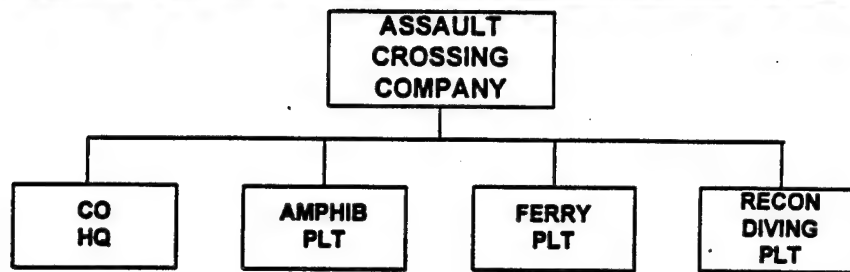 ASSAULT
CROSSING
COMPANY
CO
HQ
AMPHIB
PLT
FERRY
PLT
RECON
DIVING
PLT